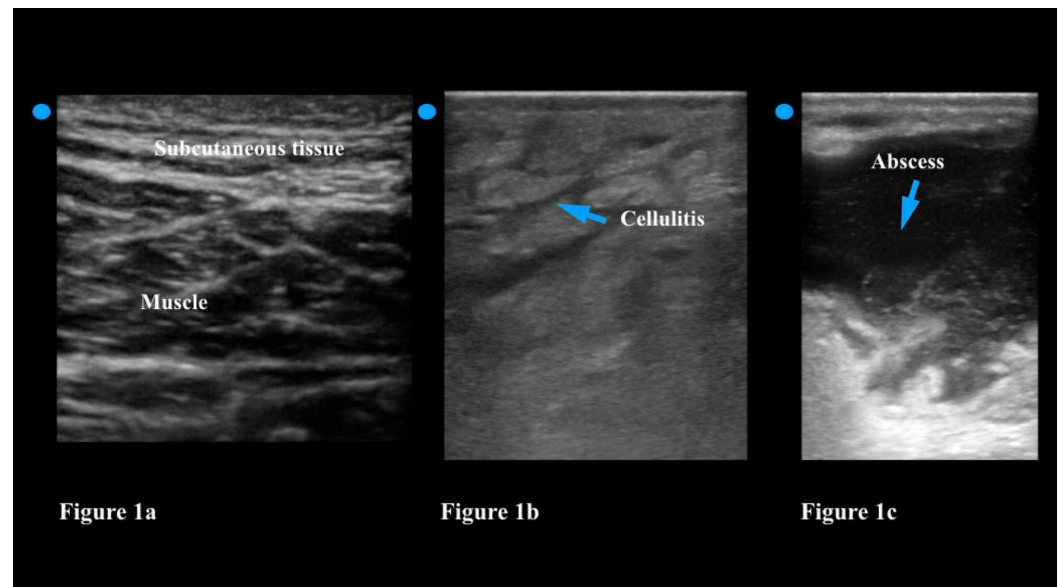 Subcutaneous tissue
Muscle
Cellulitis
Abscess
Figure 1a
Figure 1b
Figure 1c